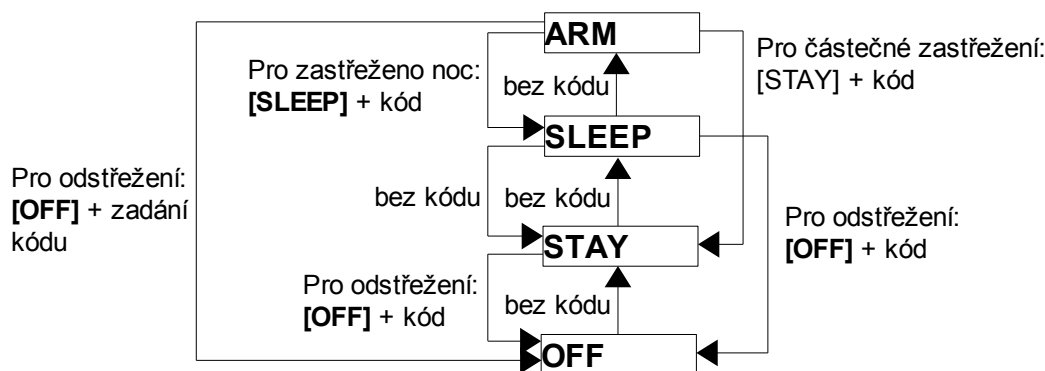 ARM
Pro zastřeženo noc:
[SLEEP] + kód
bez kódu
Pro částečné zastřežení:
[STAY] + kód
SLEEP
Pro odstřežení:
[OFF] + zadání
kódu
bez kódu
bez kódu
Pro odstřežení:
[OFF] + kód
STAY
Pro odstřežení:
[OFF] + kód
bez kódu
OFF